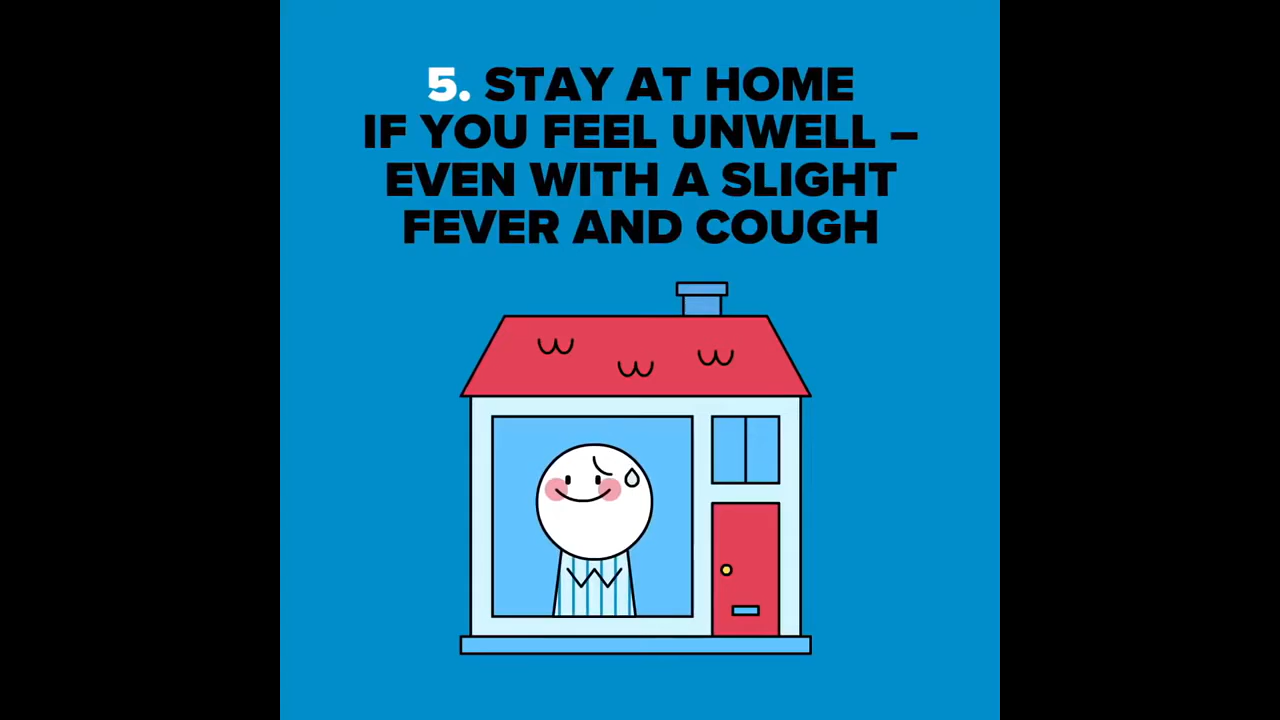 5. STAY AT HOME
IF YOU FEEL UNWELL –
EVEN WITH A SLIGHT
FEVER AND COUGH